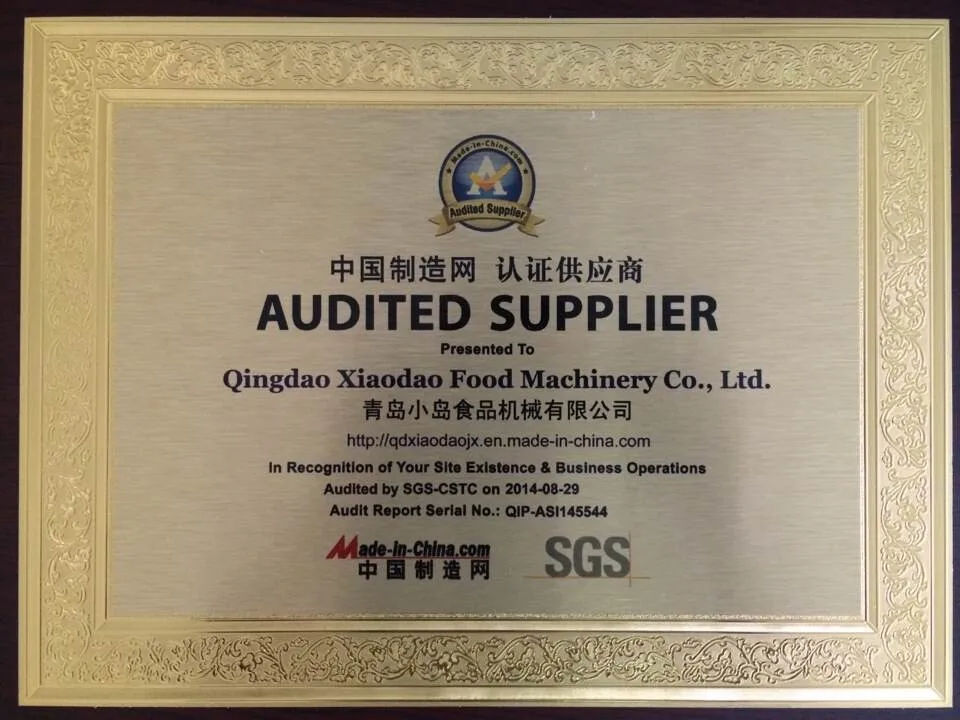 Made-in-China.com
A
Audited Supplier
中国制造网 认证供应商
AUDITED SUPPLIER
Presented To
Qingdao Xiaodao Food Machinery Co., Ltd.
青岛小岛食品机械有限公司
http://qdxiaodaojx.en.made-in-china.com
In Recognition of Your Site Existence & Business Operations
Audited by SGS-CSTC on 2014-08-29
Audit Report Serial No.: QIP-ASI145544
Made-in-China.com
中国制造网
SGS